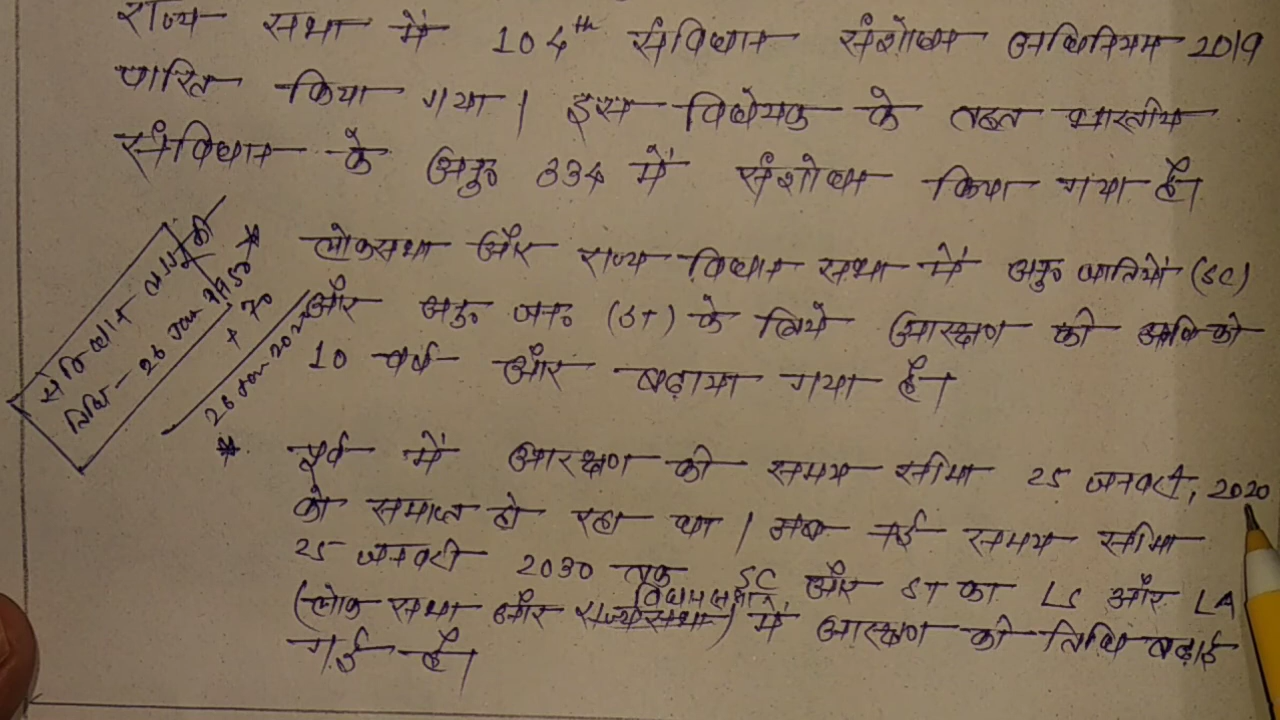 राज्य सभा में 104th संविधान संशोधन अधिनियम 2019
पारित किया गया। इस विधेयक के तहत भारतीय
संविधान के अनु० 334 में संशोधन किया गया है।
* लोकसभा और राज्य विधान सभा में अनु० जातियों (SC)
और अनु० जन० (ST) के लिये आरक्षण की अवधि को
10 वर्ष और बढ़ाया गया है।
संविधान लागू की
तिथि - 26 Jan 1950
+ 70
26 Jan 2020
* पूर्व में आरक्षण की समय सीमा 25 जनवरी, 2020
को समाप्त हो रहा था। अब नई समय सीमा
25 जनवरी 2030 तक SC और ST का LS और LA
विधानसभा
(लोक सभा और राज्य सभा) में आरक्षण की तिथि बढ़ाई
गई है।